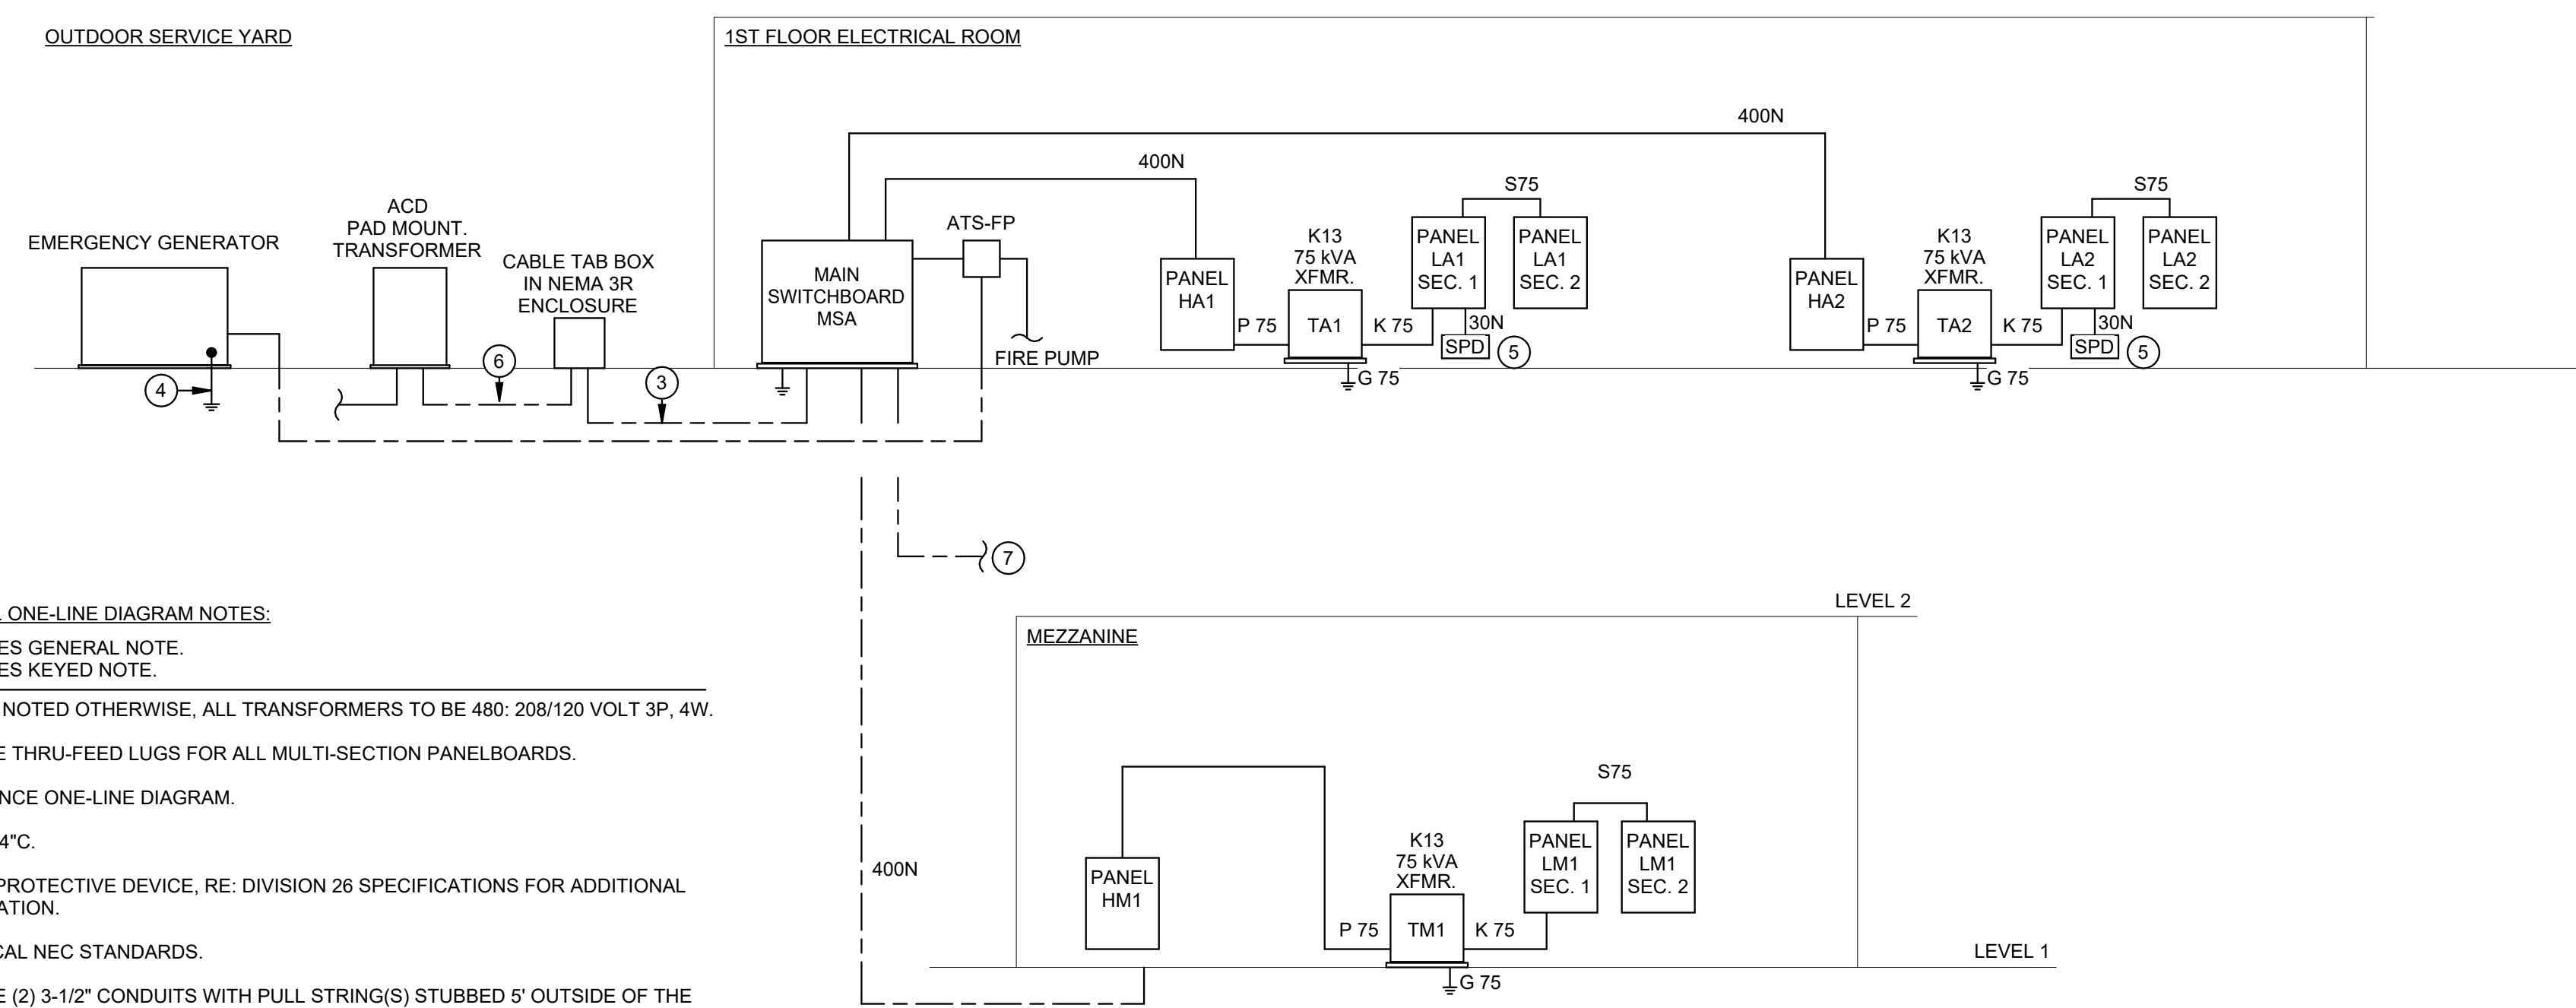 OUTDOOR SERVICE YARD
1ST FLOOR ELECTRICAL ROOM
400N
400N
EMERGENCY GENERATOR
ACD
PAD MOUNT.
TRANSFORMER
CABLE TAB BOX
IN NEMA 3R
ENCLOSURE
4
6
3
MAIN
SWITCHBOARD
MSA
ATS-FP
FIRE PUMP
PANEL
HA1
P 75
K13
75 kVA
XFMR.
TA1
K 75
G 75
S75
PANEL
LA1
SEC. 1
PANEL
LA1
SEC. 2
30N
SPD
5
PANEL
HA2
P 75
K13
75 kVA
XFMR.
TA2
K 75
G 75
S75
PANEL
LA2
SEC. 1
PANEL
LA2
SEC. 2
30N
SPD
5
7
ONE-LINE DIAGRAM NOTES:
ES GENERAL NOTE.
ES KEYED NOTE.
NOTED OTHERWISE, ALL TRANSFORMERS TO BE 480: 208/120 VOLT 3P, 4W.
E THRU-FEED LUGS FOR ALL MULTI-SECTION PANELBOARDS.
NCE ONE-LINE DIAGRAM.
4"C.
PROTECTIVE DEVICE, RE: DIVISION 26 SPECIFICATIONS FOR ADDITIONAL
ATION.
CAL NEC STANDARDS.
E (2) 3-1/2" CONDUITS WITH PULL STRING(S) STUBBED 5' OUTSIDE OF THE
400N
LEVEL 2
MEZZANINE
PANEL
HM1
P 75
K13
75 kVA
XFMR.
TM1
K 75
G 75
S75
PANEL
LM1
SEC. 1
PANEL
LM1
SEC. 2
LEVEL 1